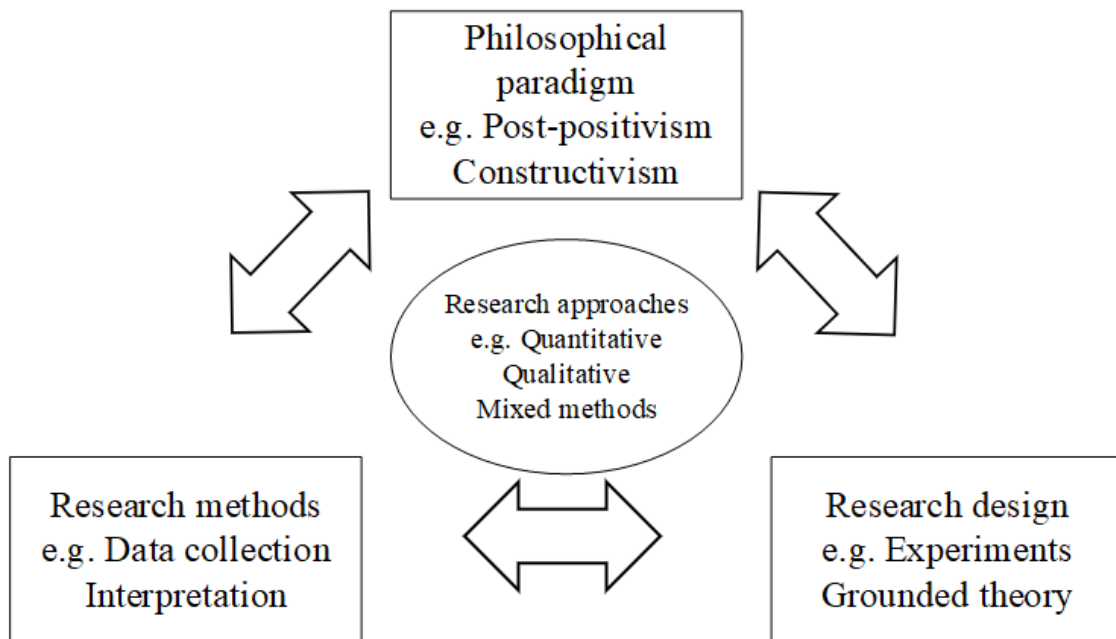 Philosophical
paradigm
e.g. Post-positivism
Constructivism
Research approaches
e.g. Quantitative
Qualitative
Mixed methods
Research methods
e.g. Data collection
Interpretation
Research design
e.g. Experiments
Grounded theory